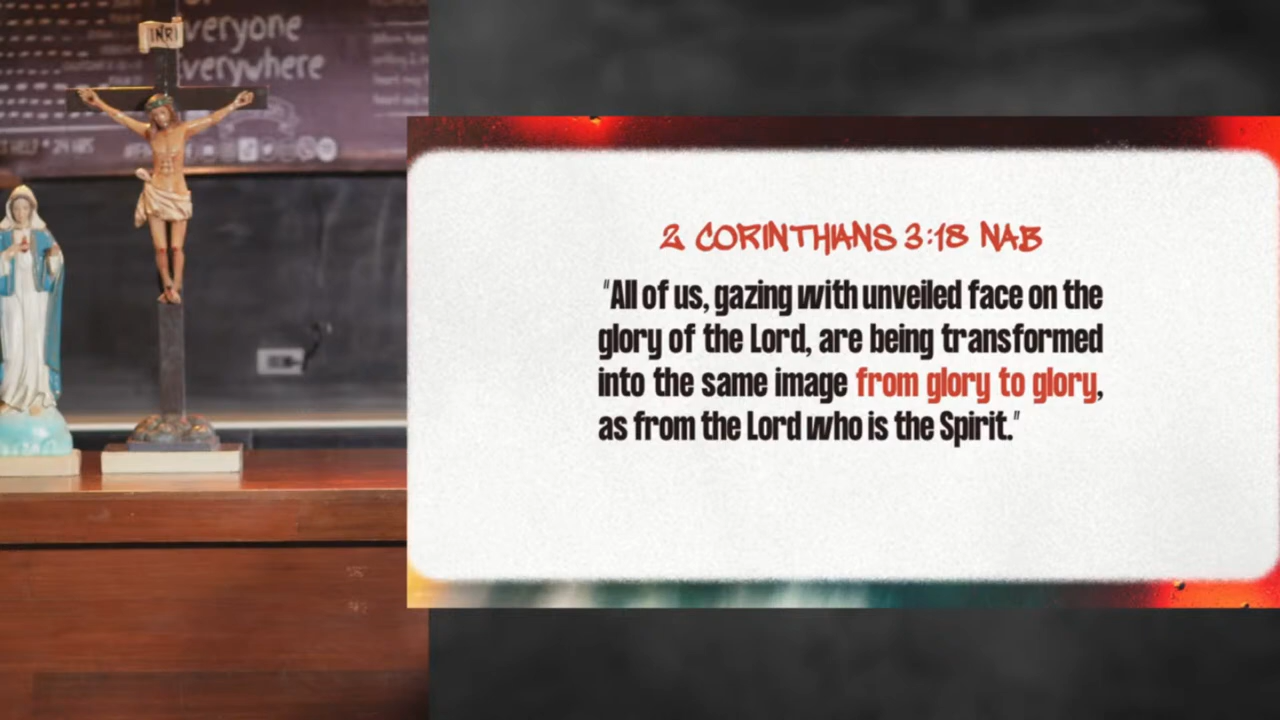 INRI
veryone
verywhere
2 CORINTHIANS 3:18 NAB
"All of us, gazing with unveiled face on the
glory of the Lord, are being transformed
into the same image from glory to glory,
as from the Lord who is the Spirit."